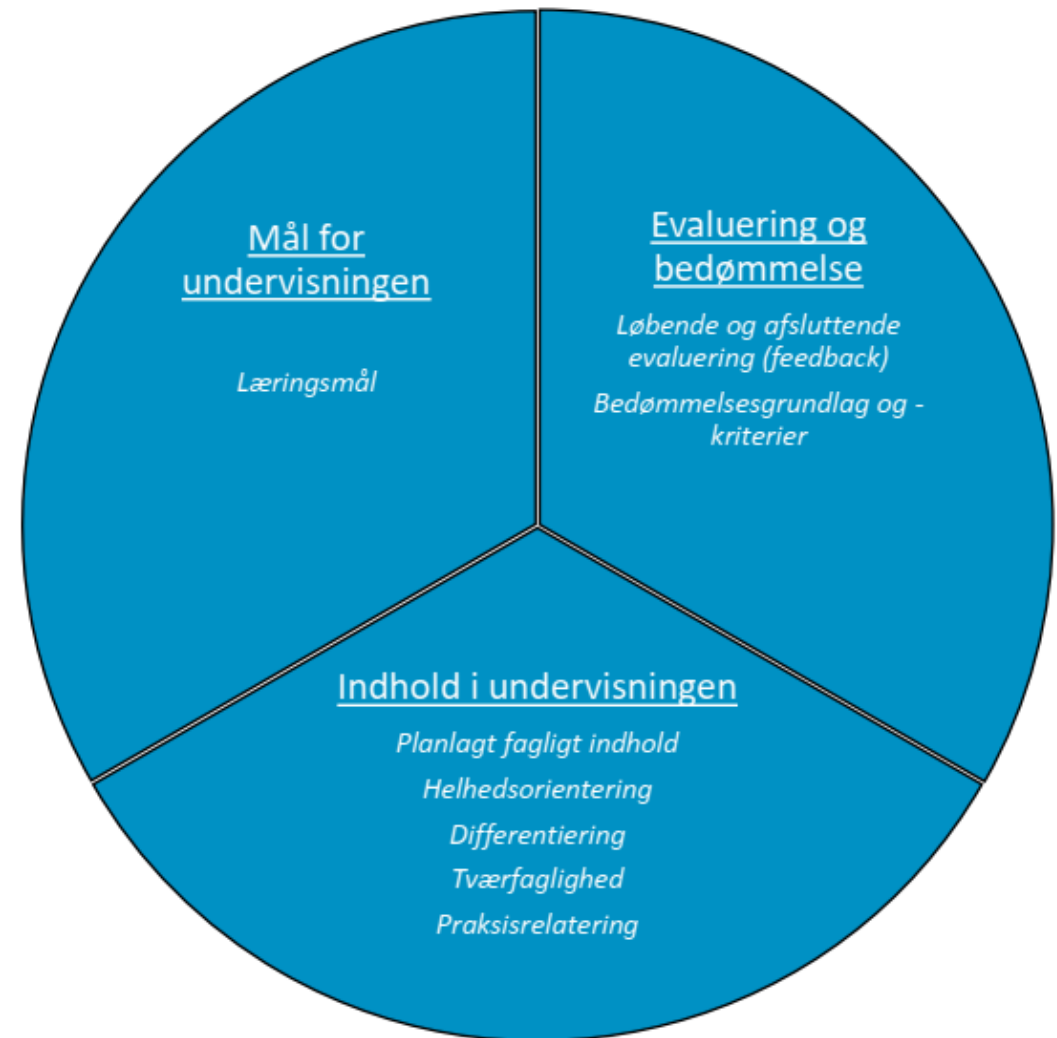 Mål for
undervisningen
Læringsmål
Evaluering og
bedømmelse
Løbende og afsluttende
evaluering (feedback)
Bedømmelsesgrundlag og -
kriterier
Indhold i undervisningen
Planlagt fagligt indhold
Helhedsorientering
Differentiering
Tværfaglighed
Praksisrelatering